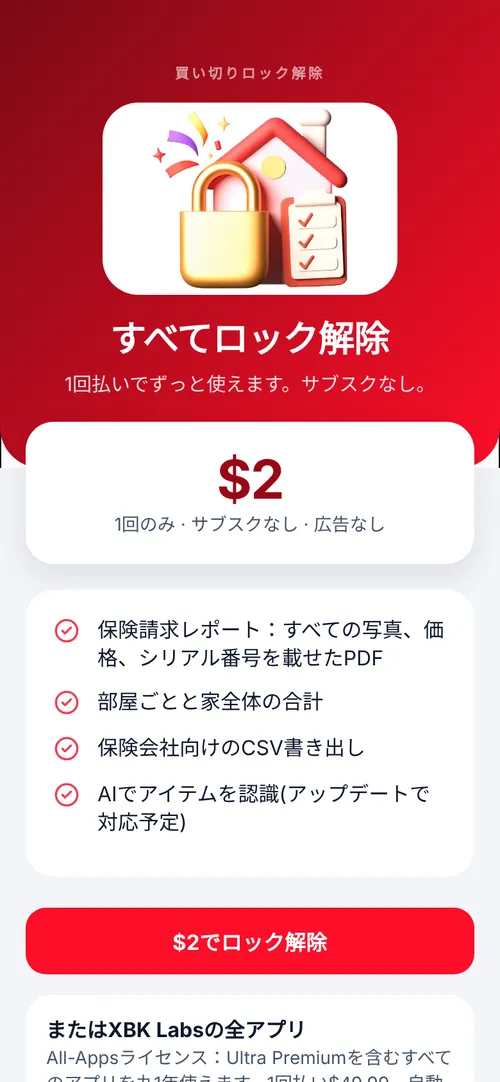 買い切りロック解除
すべてロック解除
1回払いでずっと使えます。サブスクなし。
$2
1回のみ · サブスクなし · 広告なし
保険請求レポート：すべての写真、価
格、シリアル番号を載せたPDF
部屋ごとと家全体の合計
保険会社向けのCSV書き出し
AIでアイテムを認識(アップデートで
対応予定)
$2でロック解除
またはXBK Labsの全アプリ
All-Appsライセンス：Ultra Premiumを含むすべて